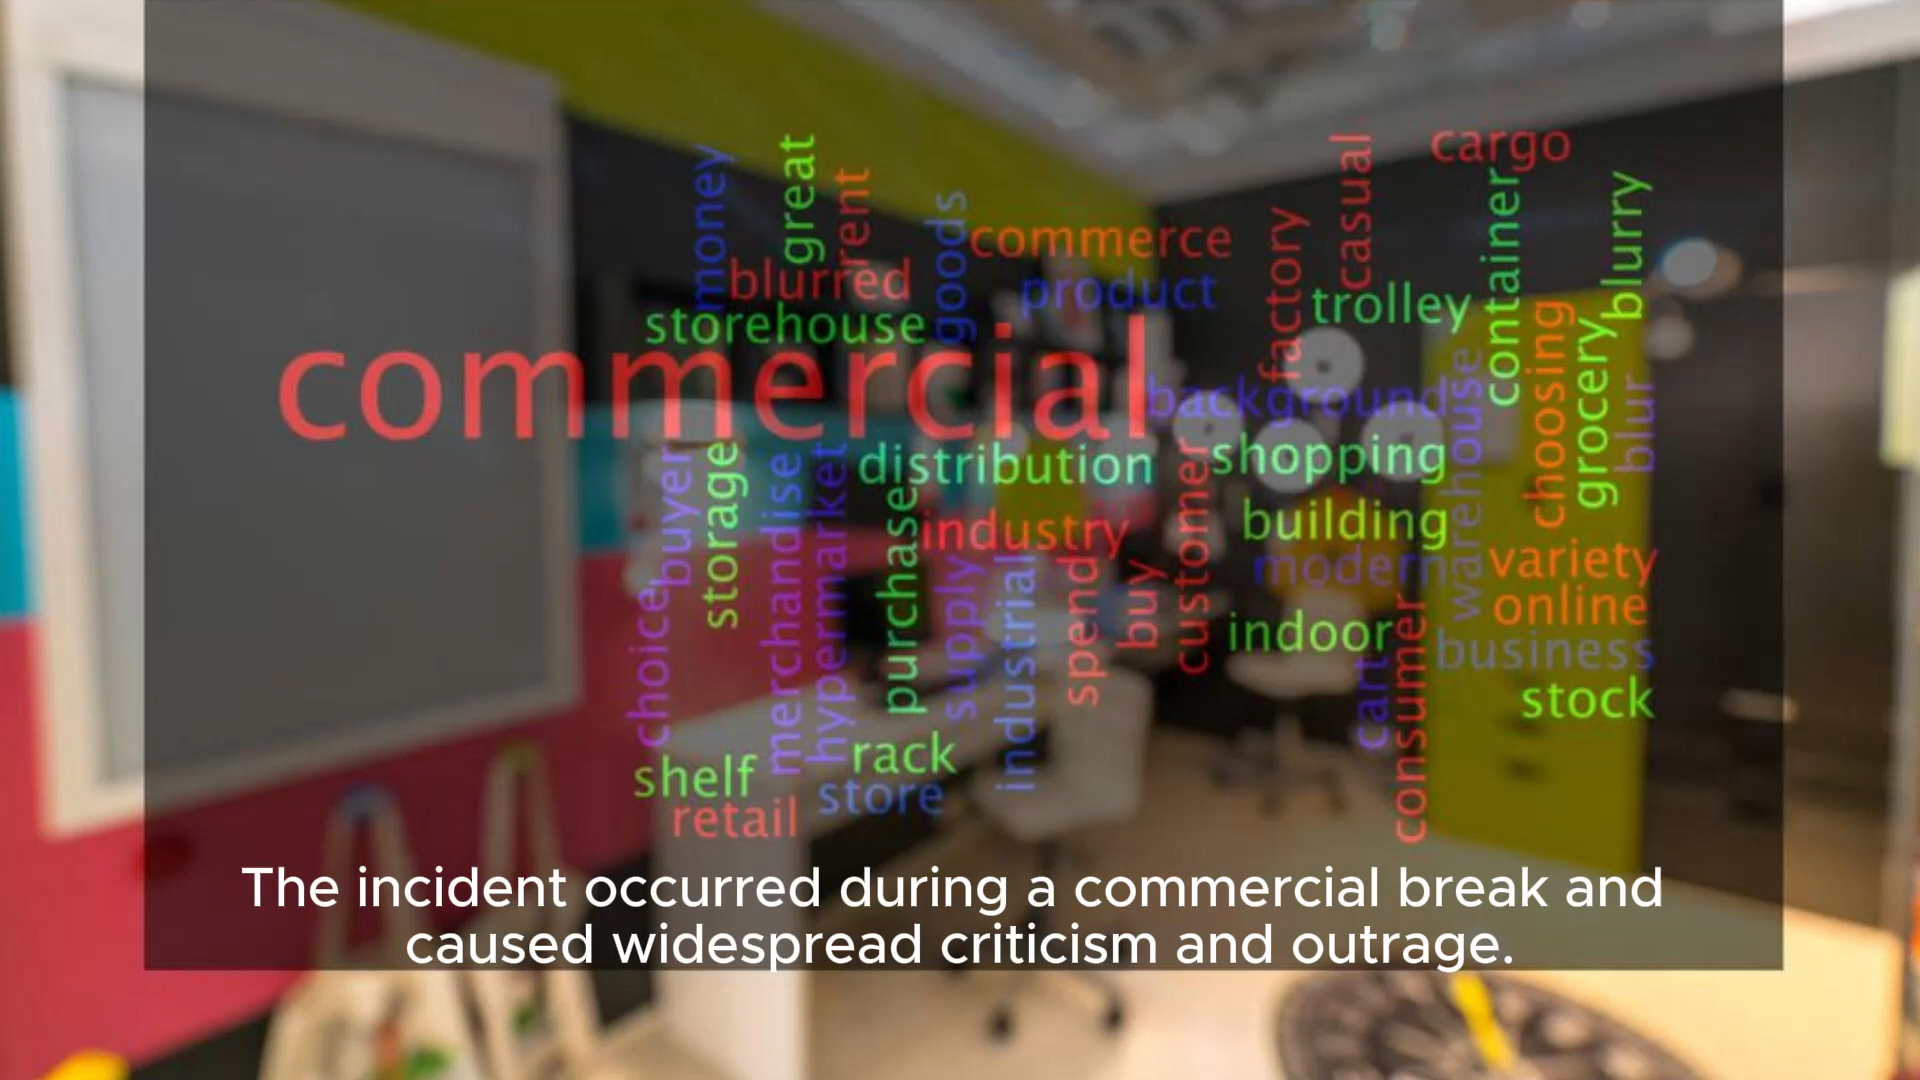 money
great
rent
goods
commerce
casual
cargo
container
blurry
blurred
product
factory
trolley
storehouse
commercial
background
warehouse
choosing
grocery
blur
buyer
storage
merchandise
hypermarket
distribution
purchase
customer
shopping
industry
building
modern
variety
online
choice
supply
industrial
spend
buy
indoor
cart
consumer
business
stock
shelf
rack
retail
store
The incident occurred during a commercial break and
caused widespread criticism and outrage.